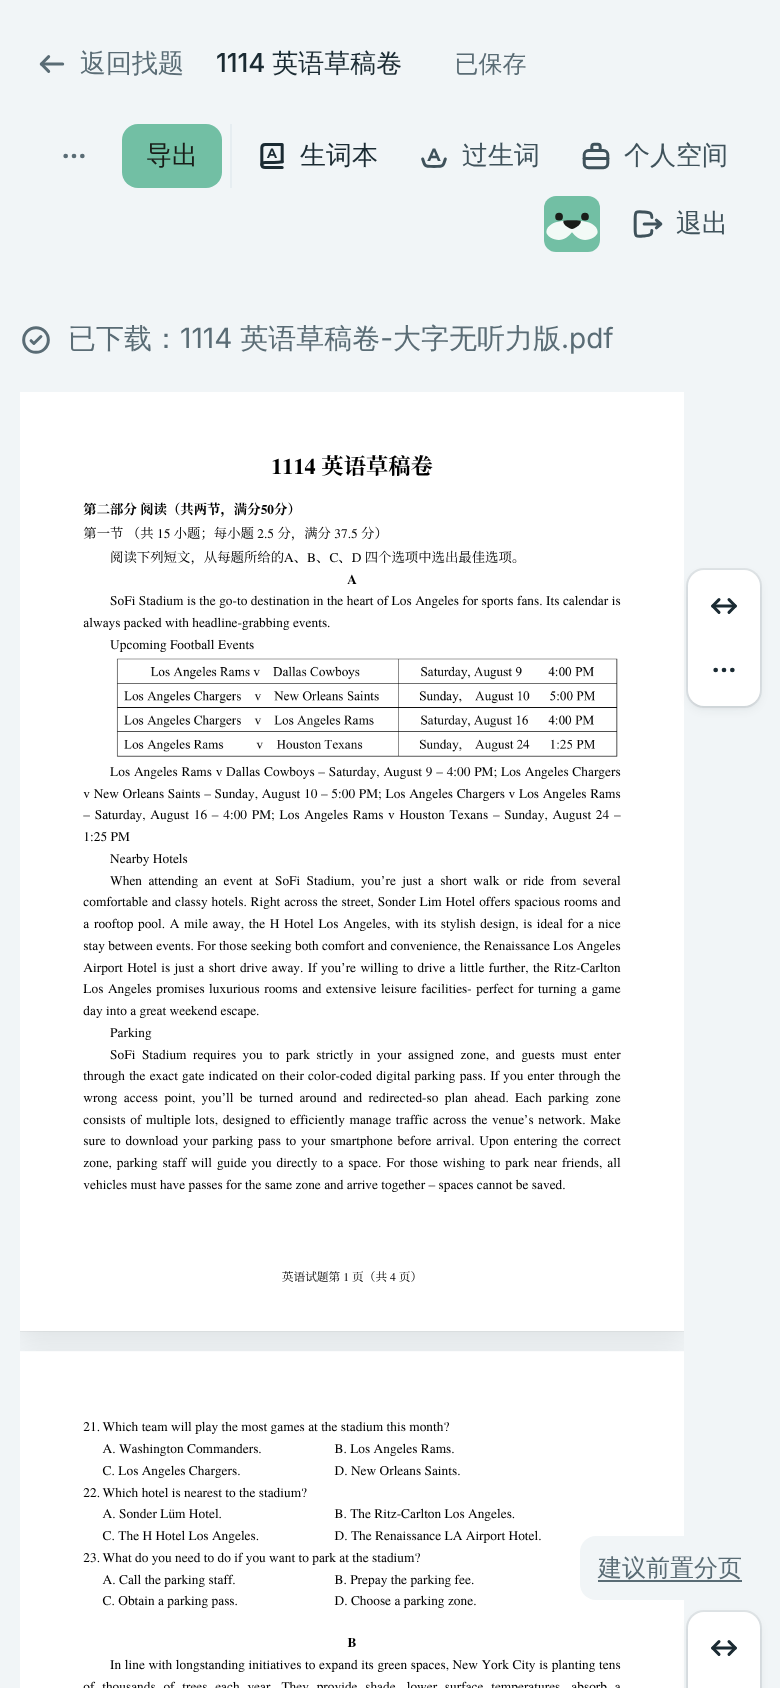 返回找题 1114 英语草稿卷 已保存
... 导出 生词本 过生词 个人空间
退出
已下载：1114 英语草稿卷-大字无听力版.pdf
1114 英语草稿卷
第二部分 阅读（共两节，满分50分）
第一节 （共 15 小题；每小题 2.5 分，满分 37.5 分）
阅读下列短文，从每题所给的A、B、C、D 四个选项中选出最佳选项。
A
SoFi Stadium is the go-to destination in the heart of Los Angeles for sports fans. Its calendar is
always packed with headline-grabbing events.
Upcoming Football Events
Los Angeles Rams v Dallas Cowboys Saturday, August 9 4:00 PM
Los Angeles Chargers v New Orleans Saints Sunday, August 10 5:00 PM
Los Angeles Chargers v Los Angeles Rams Saturday, August 16 4:00 PM
Los Angeles Rams v Houston Texans Sunday, August 24 1:25 PM
Los Angeles Rams v Dallas Cowboys – Saturday, August 9 – 4:00 PM; Los Angeles Chargers
v New Orleans Saints – Sunday, August 10 – 5:00 PM; Los Angeles Chargers v Los Angeles Rams
– Saturday, August 16 – 4:00 PM; Los Angeles Rams v Houston Texans – Sunday, August 24 –
1:25 PM
Nearby Hotels
When attending an event at SoFi Stadium, you're just a short walk or ride from several
comfortable and classy hotels. Right across the street, Sonder Lim Hotel offers spacious rooms and
a rooftop pool. A mile away, the H Hotel Los Angeles, with its stylish design, is ideal for a nice
stay between events. For those seeking both comfort and convenience, the Renaissance Los Angeles
Airport Hotel is just a short drive away. If you're willing to drive a little further, the Ritz-Carlton
Los Angeles promises luxurious rooms and extensive leisure facilities- perfect for turning a game
day into a great weekend escape.
Parking
SoFi Stadium requires you to park strictly in your assigned zone, and guests must enter
through the exact gate indicated on their color-coded digital parking pass. If you enter through the
wrong access point, you'll be turned around and redirected-so plan ahead. Each parking zone
consists of multiple lots, designed to efficiently manage traffic across the venue's network. Make
sure to download your parking pass to your smartphone before arrival. Upon entering the correct
zone, parking staff will guide you directly to a space. For those wishing to park near friends, all
vehicles must have passes for the same zone and arrive together – spaces cannot be saved.
英语试题第 1 页（共 4 页）
21. Which team will play the most games at the stadium this month?
A. Washington Commanders. B. Los Angeles Rams.
C. Los Angeles Chargers. D. New Orleans Saints.
22. Which hotel is nearest to the stadium?
A. Sonder Lüm Hotel. B. The Ritz-Carlton Los Angeles.
C. The H Hotel Los Angeles. D. The Renaissance LA Airport Hotel.
23. What do you need to do if you want to park at the stadium?
A. Call the parking staff. B. Prepay the parking fee.
C. Obtain a parking pass. D. Choose a parking zone.
建议前置分页
B
In line with longstanding initiatives to expand its green spaces, New York City is planting tens
of thousands of trees each year. They provide shade, lower surface temperatures, absorb a